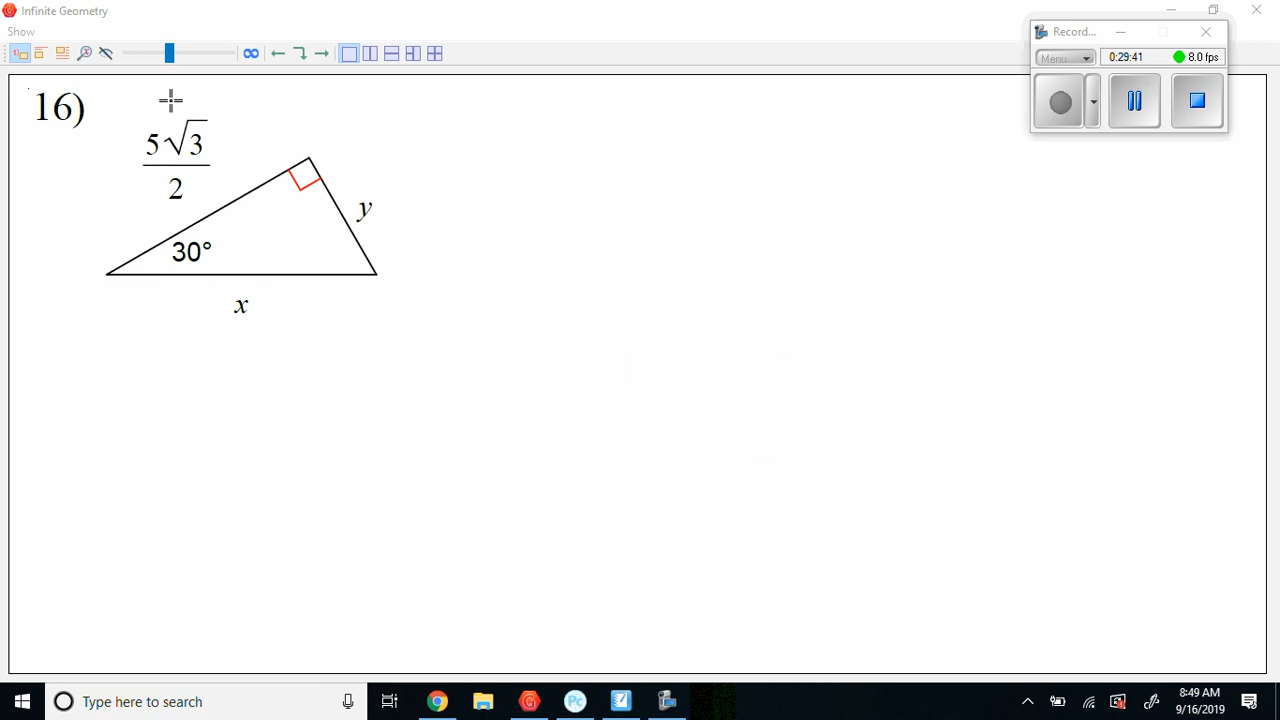 Infinite Geometry
Show
Record...
Menu
0:29:41
8.0 fps
16)
5√3
2
y
30°
x
Type here to search
8:49 AM
9/16/2019